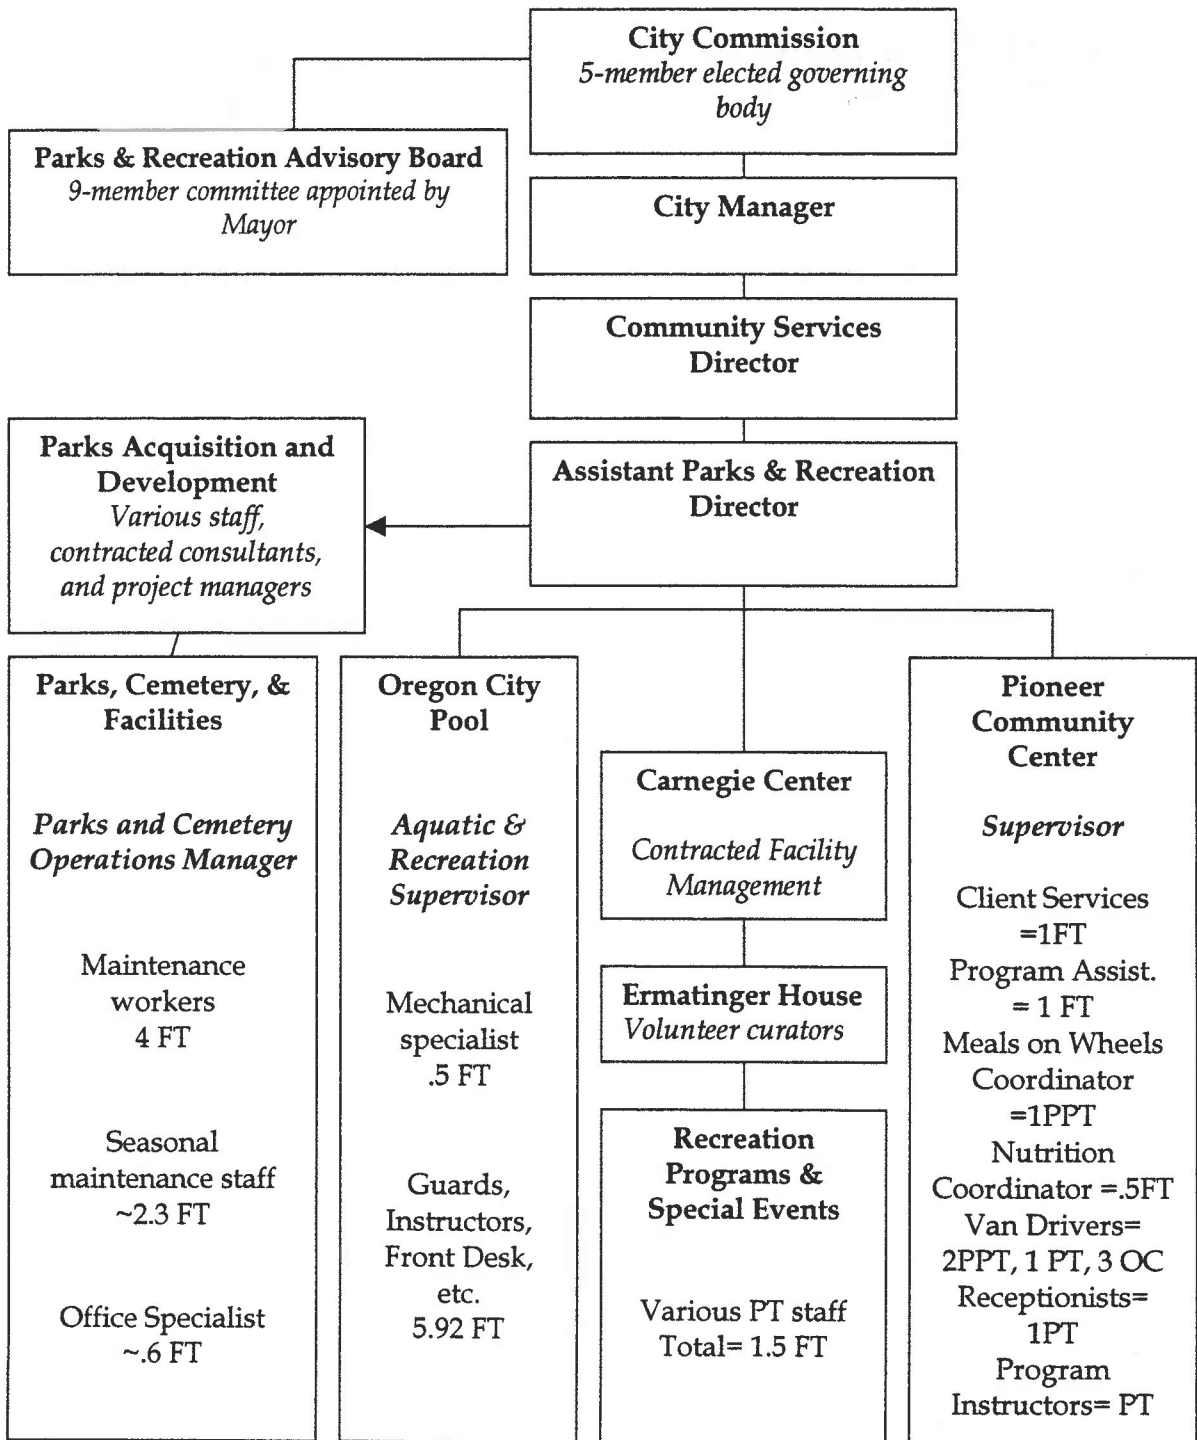 City Commission
5-member elected governing
body
Parks & Recreation Advisory Board
9-member committee appointed by
Mayor
City Manager
Community Services
Director
Parks Acquisition and
Development
Various staff,
contracted consultants,
and project managers
Assistant Parks & Recreation
Director
Parks, Cemetery, &
Facilities
Parks and Cemetery
Operations Manager
Maintenance
workers
4 FT
Seasonal
maintenance staff
~2.3 FT
Office Specialist
~.6 FT
Oregon City
Pool
Aquatic &
Recreation
Supervisor
Mechanical
specialist
.5 FT
Guards,
Instructors,
Front Desk,
etc.
5.92 FT
Carnegie Center
Contracted Facility
Management
Ermatinger House
Volunteer curators
Recreation
Programs &
Special Events
Various PT staff
Total= 1.5 FT
Pioneer
Community
Center
Supervisor
Client Services
=1FT
Program Assist.
= 1 FT
Meals on Wheels
Coordinator
=1PPT
Nutrition
Coordinator =.5FT
Van Drivers=
2PPT, 1 PT, 3 OC
Receptionists=
1PT
Program
Instructors= PT